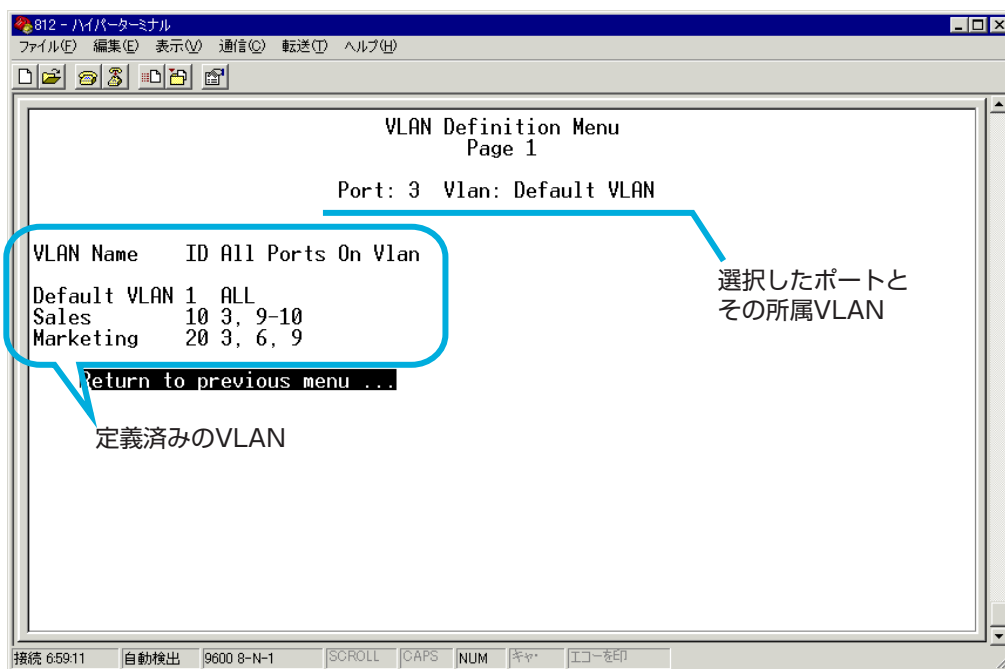 812 - ハイパーターミナル
ファイル(F) 編集(E) 表示(V) 通信(C) 転送(T) ヘルプ(H)
VLAN Definition Menu
Page 1
Port: 3 Vlan: Default VLAN
VLAN Name ID All Ports On Vlan
Default VLAN 1 ALL
Sales 10 3, 9-10
Marketing 20 3, 6, 9
Return to previous menu ...
選択したポートと
その所属VLAN
定義済みのVLAN
接続 6:59:11 自動検出 9600 8-N-1 SCROLL CAPS NUM キャ エコーを印